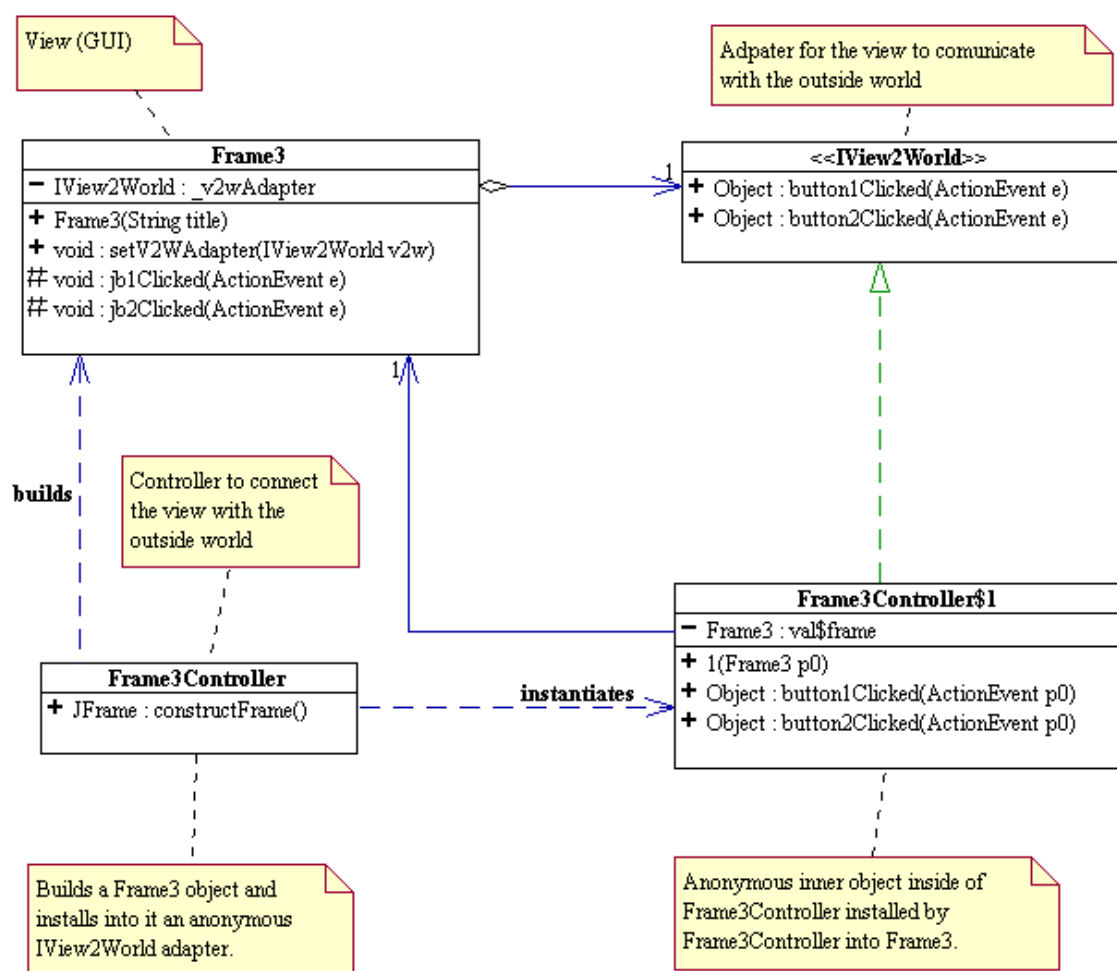 View (GUI)
Adpater for the view to comunicate
with the outside world
Frame3
− IView2World : _v2wAdapter
+ Frame3(String title)
+ void : setV2WAdapter(IView2World v2w)
# void : jb1Clicked(ActionEvent e)
# void : jb2Clicked(ActionEvent e)
1
<<IView2World>>
+ Object : button1Clicked(ActionEvent e)
+ Object : button2Clicked(ActionEvent e)
1
builds
Controller to connect
the view with the
outside world
Frame3Controller
+ JFrame : constructFrame()
instantiates
Frame3Controller$1
− Frame3 : val$frame
+ 1(Frame3 p0)
+ Object : button1Clicked(ActionEvent p0)
+ Object : button2Clicked(ActionEvent p0)
Builds a Frame3 object and
installs into it an anonymous
IView2World adapter.
Anonymous inner object inside of
Frame3Controller installed by
Frame3Controller into Frame3.